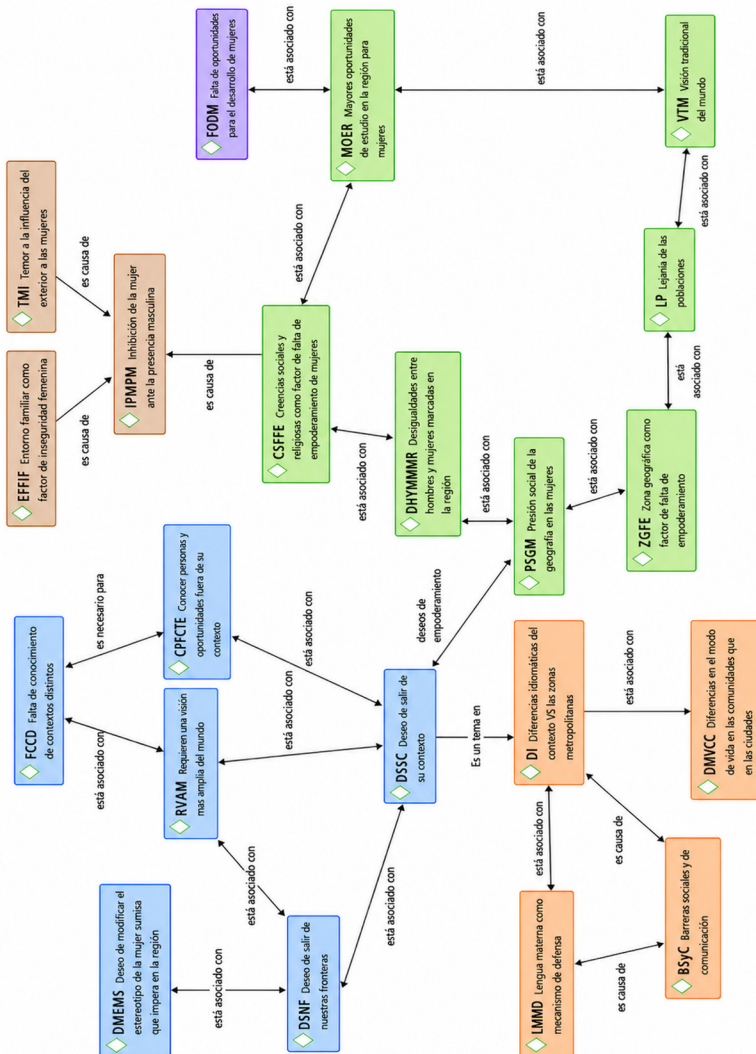 FCCD Falta de conocimiento
de contextos distintos
EFFIF Entorno familiar como
factor de inseguridad femenina
TMI Temor a la influencia del
exterior a las mujeres
es causa de
es causa de
está asociado con
es necesario para
DMEMS Deseo de modificar el
estereotipo de la mujer sumisa
que impera en la región
IPMPM Inhibición de la mujer
ante la presencia masculina
FODM Falta de oportunidades
para el desarrollo de mujeres
RVAM Requieren una visión
mas amplia del mundo
CPFCTE Conocer personas y
oportunidades fuera de su
contexto
está asociado con
es causa de
está asociado con
está asociado con
CSFFE Creencias sociales y
religiosas como factor de falta de
empoderamiento de mujeres
MOER Mayores oportunidades
de estudio en la región para
mujeres
está asociado con
está asociado con
está asociado con
DSNF Deseo de salir de
nuestras fronteras
está asociado con
está asociado con
DHYMMMR Desigualdades entre
hombres y mujeres marcadas en
la región
DSSC Deseo de salir de
su contexto
deseos de
empoderamiento
está asociado con
está asociado con
Es un tema en
PSGM Presión social de la
geografía en las mujeres
DI Diferencias idiomáticas del
contexto VS las zonas
metropolitanas
LMMD Lengua materna como
mecanismo de defensa
está asociado con
está asociado con
es causa de
es causa de
está asociado con
ZGFE Zona geográfica como
factor de falta de
empoderamiento
está
asociado con
LP Lejanía de las
poblaciones
está asociado con
VTM Visión tradicional
del mundo
BSyC Barreras sociales y de
comunicación
DMVCC Diferencias en el modo
de vida en las comunidades que
en las ciudades